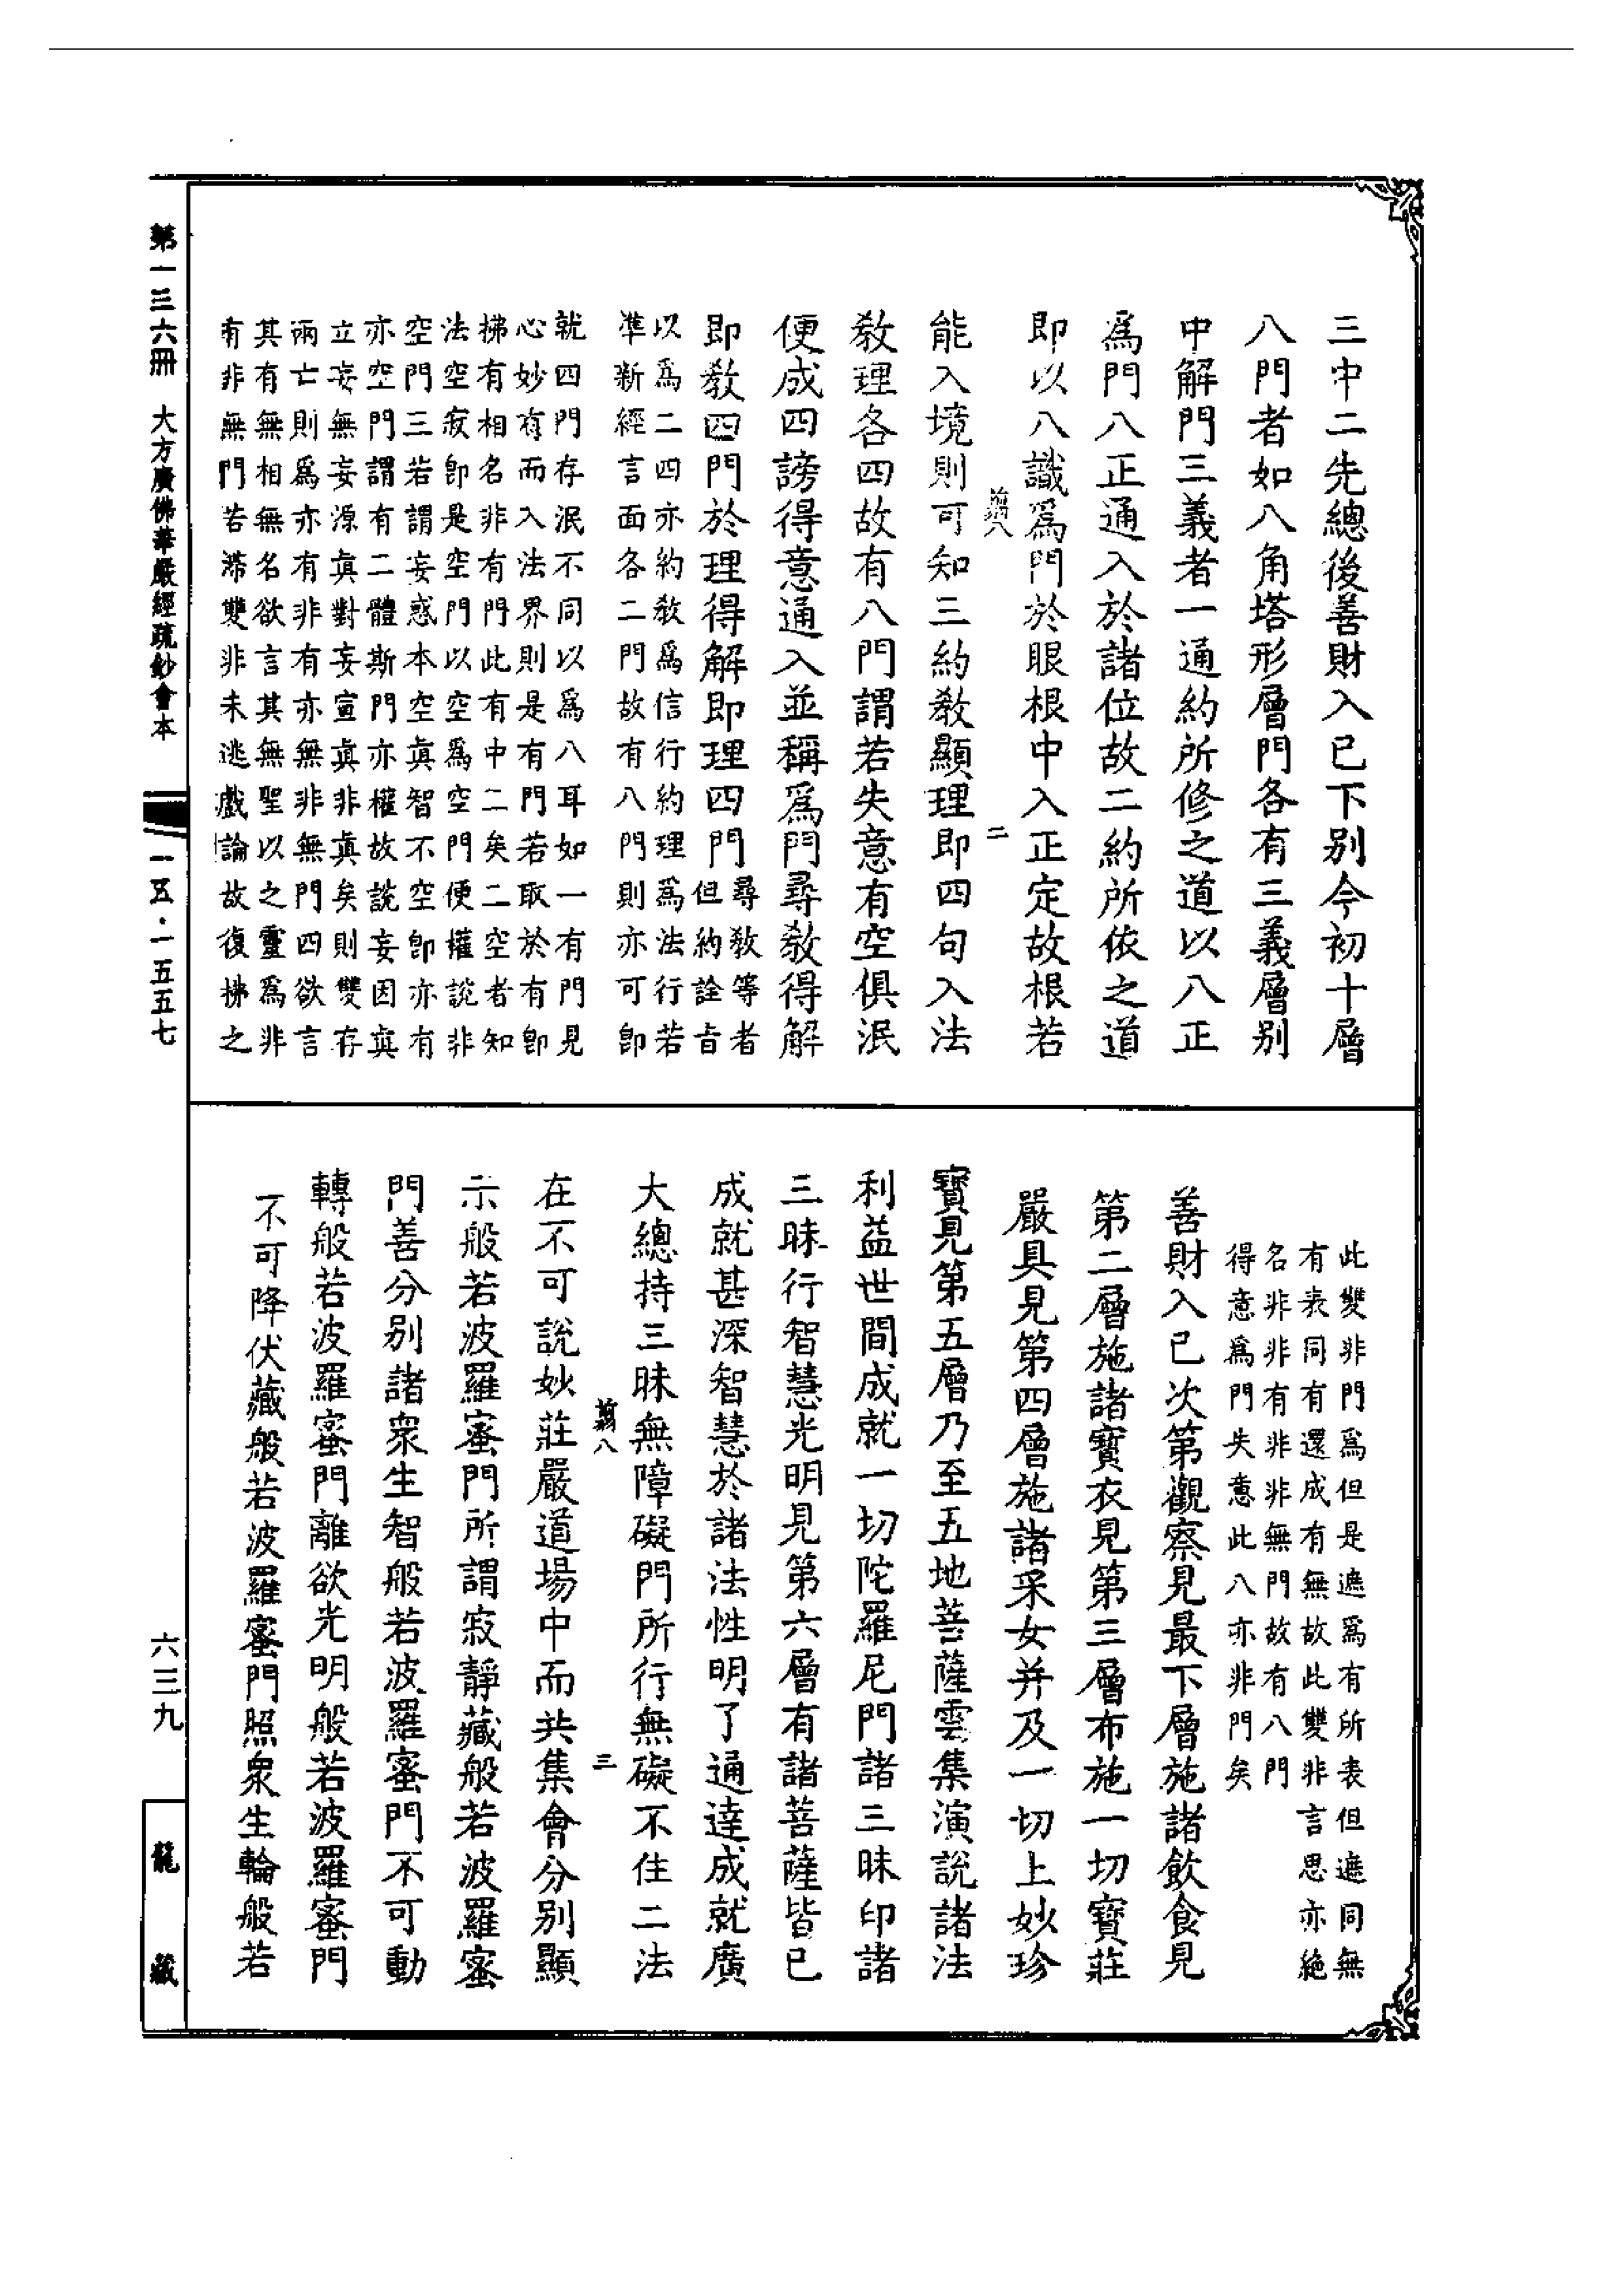 三中二先總後善財入已下别今初十層
八門者如八角塔形層門各有三義層别
中解門三義者一通約所修之道以八正
爲門八正通入於諸位故二約所依之道
即以八識爲門於眼根中入正定故根若
翦八 二
能入境則可知三約教顯理即四句入法
教理各四故有八門謂若失意有空俱泯
便成四謗得意通入並稱爲門尋教得解
即教四門於理得解即理四門
尋教等者
但約詮旨
以爲二四亦約教爲信行約理爲法行若
準新經言面各二門故有八門則亦可卽
就四門存泯不同以爲八耳如一有門見
心妙有而入法界則是有門若取於有卽
拂有相名非有門此有中二矣二空者知
法空寂卽是空門以空爲空門便權說非
空門三若謂妄惑本空眞智不空卽亦有
亦空門謂有二體斯門亦權故說妄因眞
立妄無妄源眞對妄宣眞非眞矣則雙存
兩亡則爲亦有非有亦無非無門四欲言
其有無相無名欲言其無聖以之靈爲非
有非無門若滯雙非未逃戲論故復拂之
此雙非門爲但是遮爲有所表但遮同無
有表同有還成有無故此雙非言思亦絶
名非非有非非無門故有八門
得意爲門失意此八亦非門矣
善財入已次第觀察見最下層施諸飲食見
第二層施諸寶衣見第三層布施一切寶莊
嚴具見第四層施諸采女并及一切上妙珍
寶見第五層乃至五地菩薩雲集演說諸法
利益世間成就一切陀羅尼門諸三昧印諸
三昧行智慧光明見第六層有諸菩薩皆已
成就甚深智慧於諸法性明了通達成就廣
大總持三昧無障礙門所行無礙不住二法
翦八 三
在不可說妙莊嚴道場中而共集會分别顯
示般若波羅蜜門所謂寂靜藏般若波羅蜜
門善分别諸衆生智般若波羅蜜門不可動
轉般若波羅蜜門離欲光明般若波羅蜜門
不可降伏藏般若波羅蜜門照衆生輪般若
第一三六冊 大方廣佛華嚴經疏鈔會本 一五·一五五七
六三九
龍藏